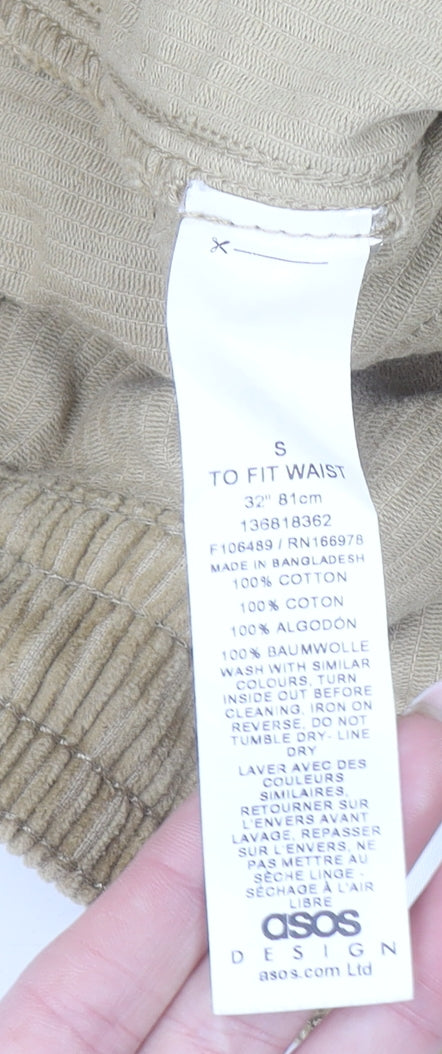 S
TO FIT WAIST
32" 81cm
136818362
F106489 / RN166978
MADE IN BANGLADESH
100% COTTON
100% COTON
100% ALGODÓN
100% BAUMWOLLE
WASH WITH SIMILAR
COLOURS, TURN
INSIDE OUT BEFORE
CLEANING. IRON ON
REVERSE, DO NOT
TUMBLE DRY- LINE
DRY
LAVER AVEC DES
COULEURS
SIMILAIRES,
RETOURNER SUR
L'ENVERS AVANT
LAVAGE, REPASSER
SUR L'ENVERS, NE
PAS METTRE AU
SÈCHE LINGE -
SÉCHAGE À L'AIR
LIBRE
asos
DESIGN
asos.com Ltd